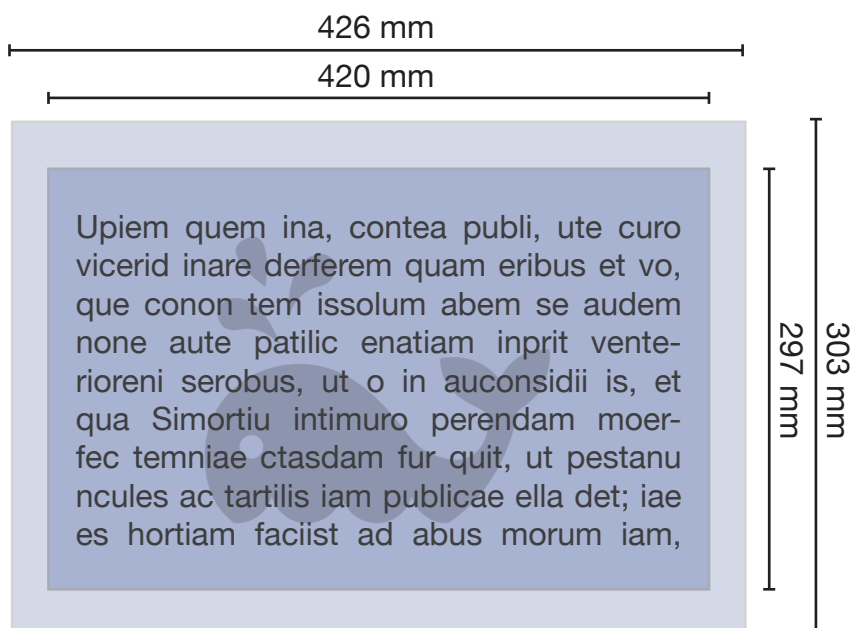 426 mm
420 mm
Upiem quem ina, contea publi, ute curo
vicerid inare derferem quam eribus et vo,
que conon tem issolum abem se audem
none aute patilic enatiam inprit vente-
rioreni serobus, ut o in auconsidii is, et
qua Simortiu intimuro perendam moer-
fec temniae ctasdam fur quit, ut pestanu
ncules ac tartilis iam publicae ella det; iae
es hortiam faciist ad abus morum iam,
297 mm
303 mm